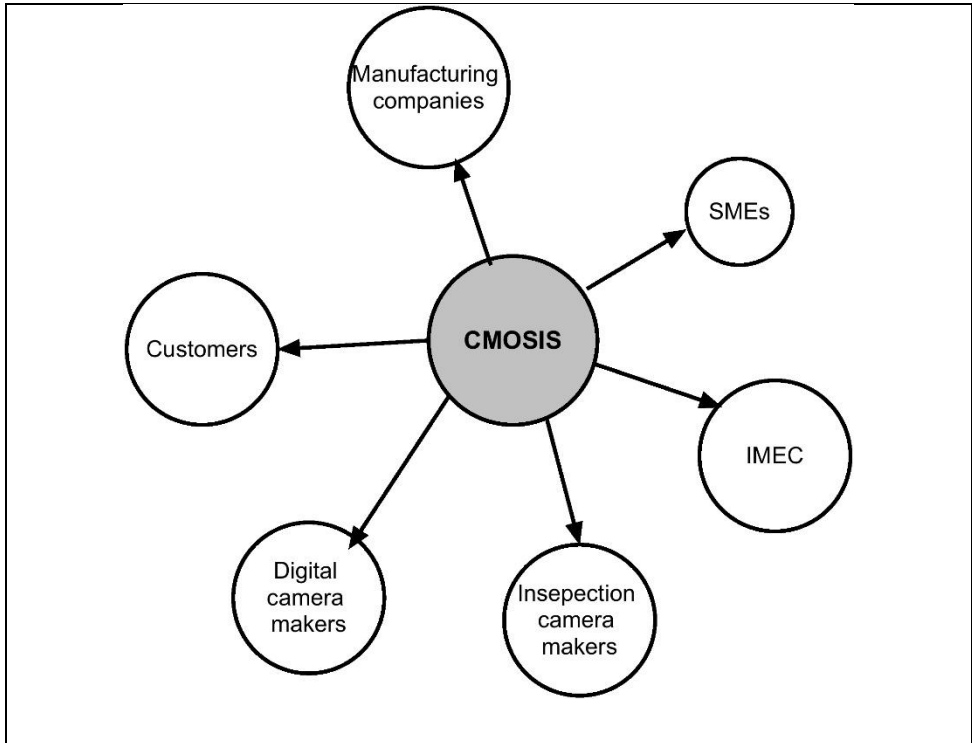 Manufacturing
companies
SMEs
CMOSIS
Customers
IMEC
Digital
camera
makers
Insepection
camera
makers